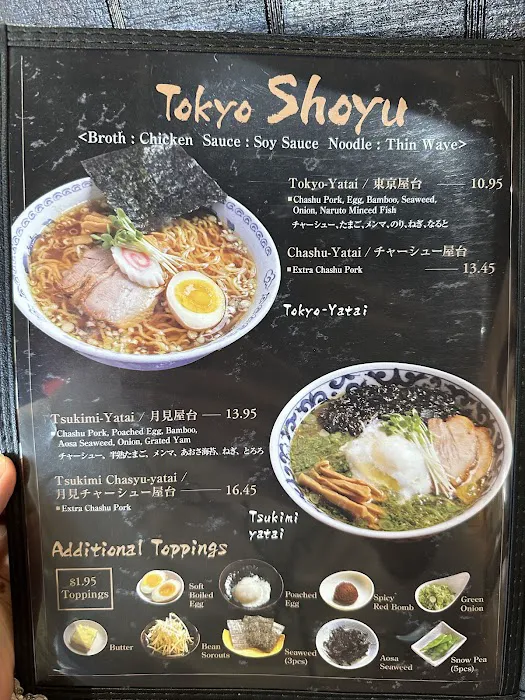 Tokyo Shoyu
<Broth : Chicken Sauce : Soy Sauce Noodle : Thin Wave>
Tokyo-Yatai / 東京屋台 10.95
Chashu Pork, Egg, Bamboo, Seaweed,
Onion, Naruto Minced Fish
チャーシュー、たまご、メンマ、のり、ねぎ、なると
Chashu-Yatai / チャーシュー屋台
Extra Chashu Pork 13.45
Tokyo-Yatai
Tsukimi-Yatai / 月見屋台 13.95
Chashu Pork, Poached Egg, Bamboo,
Aosa Seaweed, Onion, Grated Yam
チャーシュー、半熟たまご、メンマ、あおさ海苔、ねぎ、とろろ
Tsukimi Chasyu-yatai /
月見チャーシュー屋台 16.45
Extra Chashu Pork
Tsukimi
yatai
Additional Toppings
$1.95
Toppings
Soft
Boiled
Egg
Poached
Egg
Spicy
Red Bomb
Green
Onion
Butter
Bean
Sorouts
Seaweed
(3pcs)
Aosa
Seaweed
Snow Pea
(5pcs)